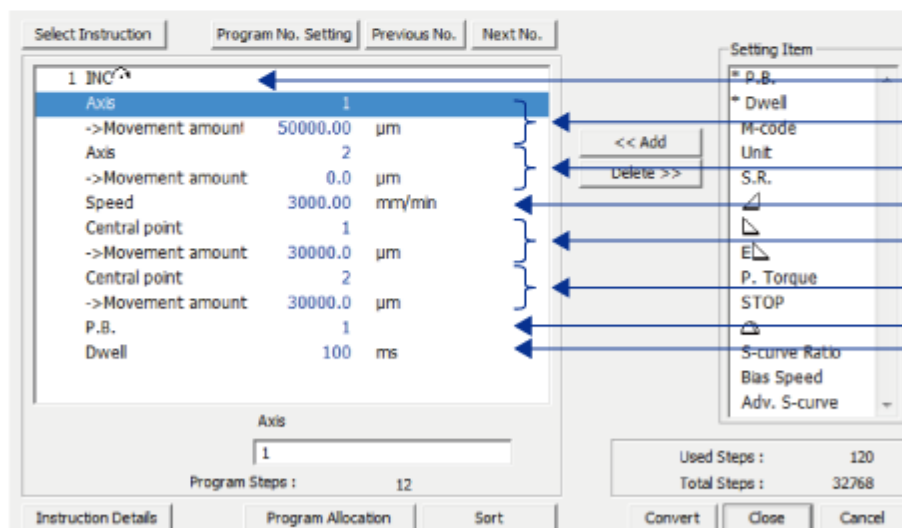 Select Instruction Program No. Setting Previous No. Next No.
Setting Item
1 INC
Axis 1
->Movement amount 50000.00 μm
Axis 2
->Movement amount 0.0 μm
Speed 3000.00 mm/min
Central point 1
->Movement amount 30000.0 μm
Central point 2
->Movement amount 30000.0 μm
P.B. 1
Dwell 100 ms
<< Add
Delete >>
* P.B.
* Dwell
M-code
Unit
S.R.
E
P. Torque
STOP
S-curve Ratio
Bias Speed
Adv. S-curve
Axis
1
Program Steps : 12
Used Steps : 120
Total Steps : 32768
Instruction Details Program Allocation Sort Convert Close Cancel